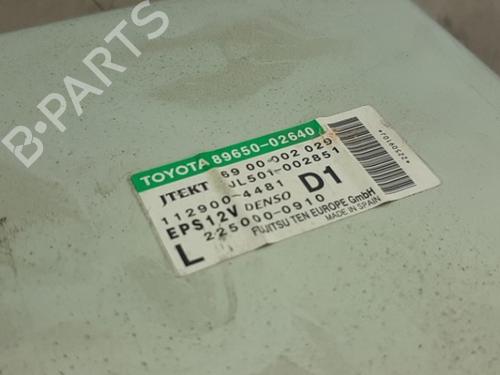 B-PARTS
TOYOTA 89650-02640
JTEKT 69 00 002 029
JL501-002851
112900-4481
EPS12V DENSO D1
L 225000-0910
FUJITSU TEN EUROPE GmbH
MADE IN SPAIN